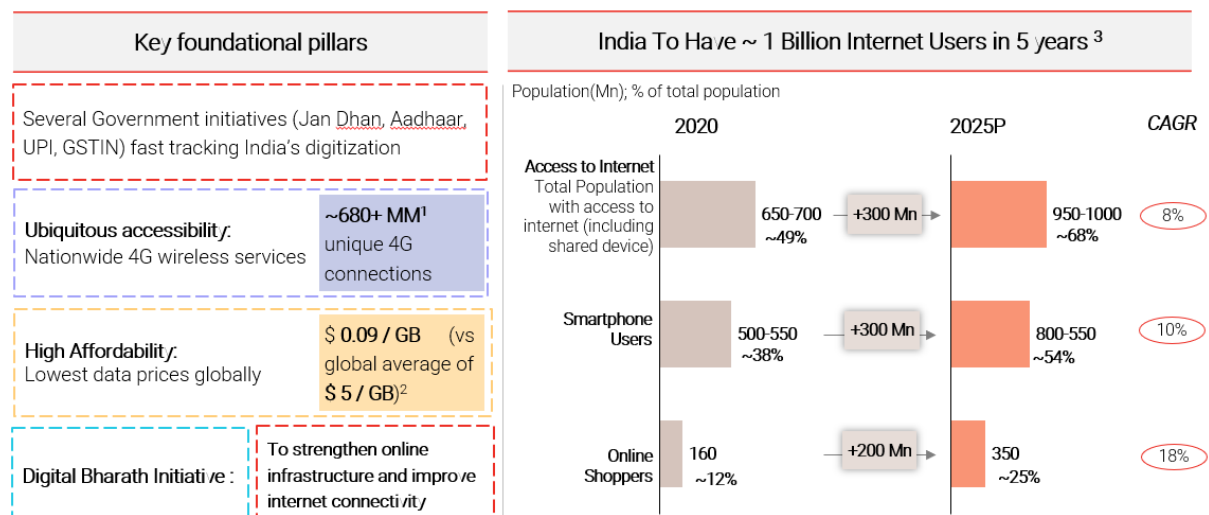 Key foundational pillars
Several Government initiatives (Jan Dhan, Aadhaar,
UPI, GSTIN) fast tracking India's digitization
Ubiquitous accessibility:
Nationwide 4G wireless services
~680+ MM¹
unique 4G
connections
High Affordability:
Lowest data prices globally
$ 0.09 / GB (vs
global average of
$ 5 / GB)²
Digital Bharath Initiative :
To strengthen online
infrastructure and improve
internet connectivity
India To Have ~ 1 Billion Internet Users in 5 years ³
Population(Mn); % of total population
2020
2025P
CAGR
Access to Internet
Total Population
with access to
internet (including
shared device)
650-700
~49%
+300 Mn
950-1000
~68%
8%
Smartphone
Users
500-550
~38%
+300 Mn
800-550
~54%
10%
Online
Shoppers
160
~12%
+200 Mn
350
~25%
18%